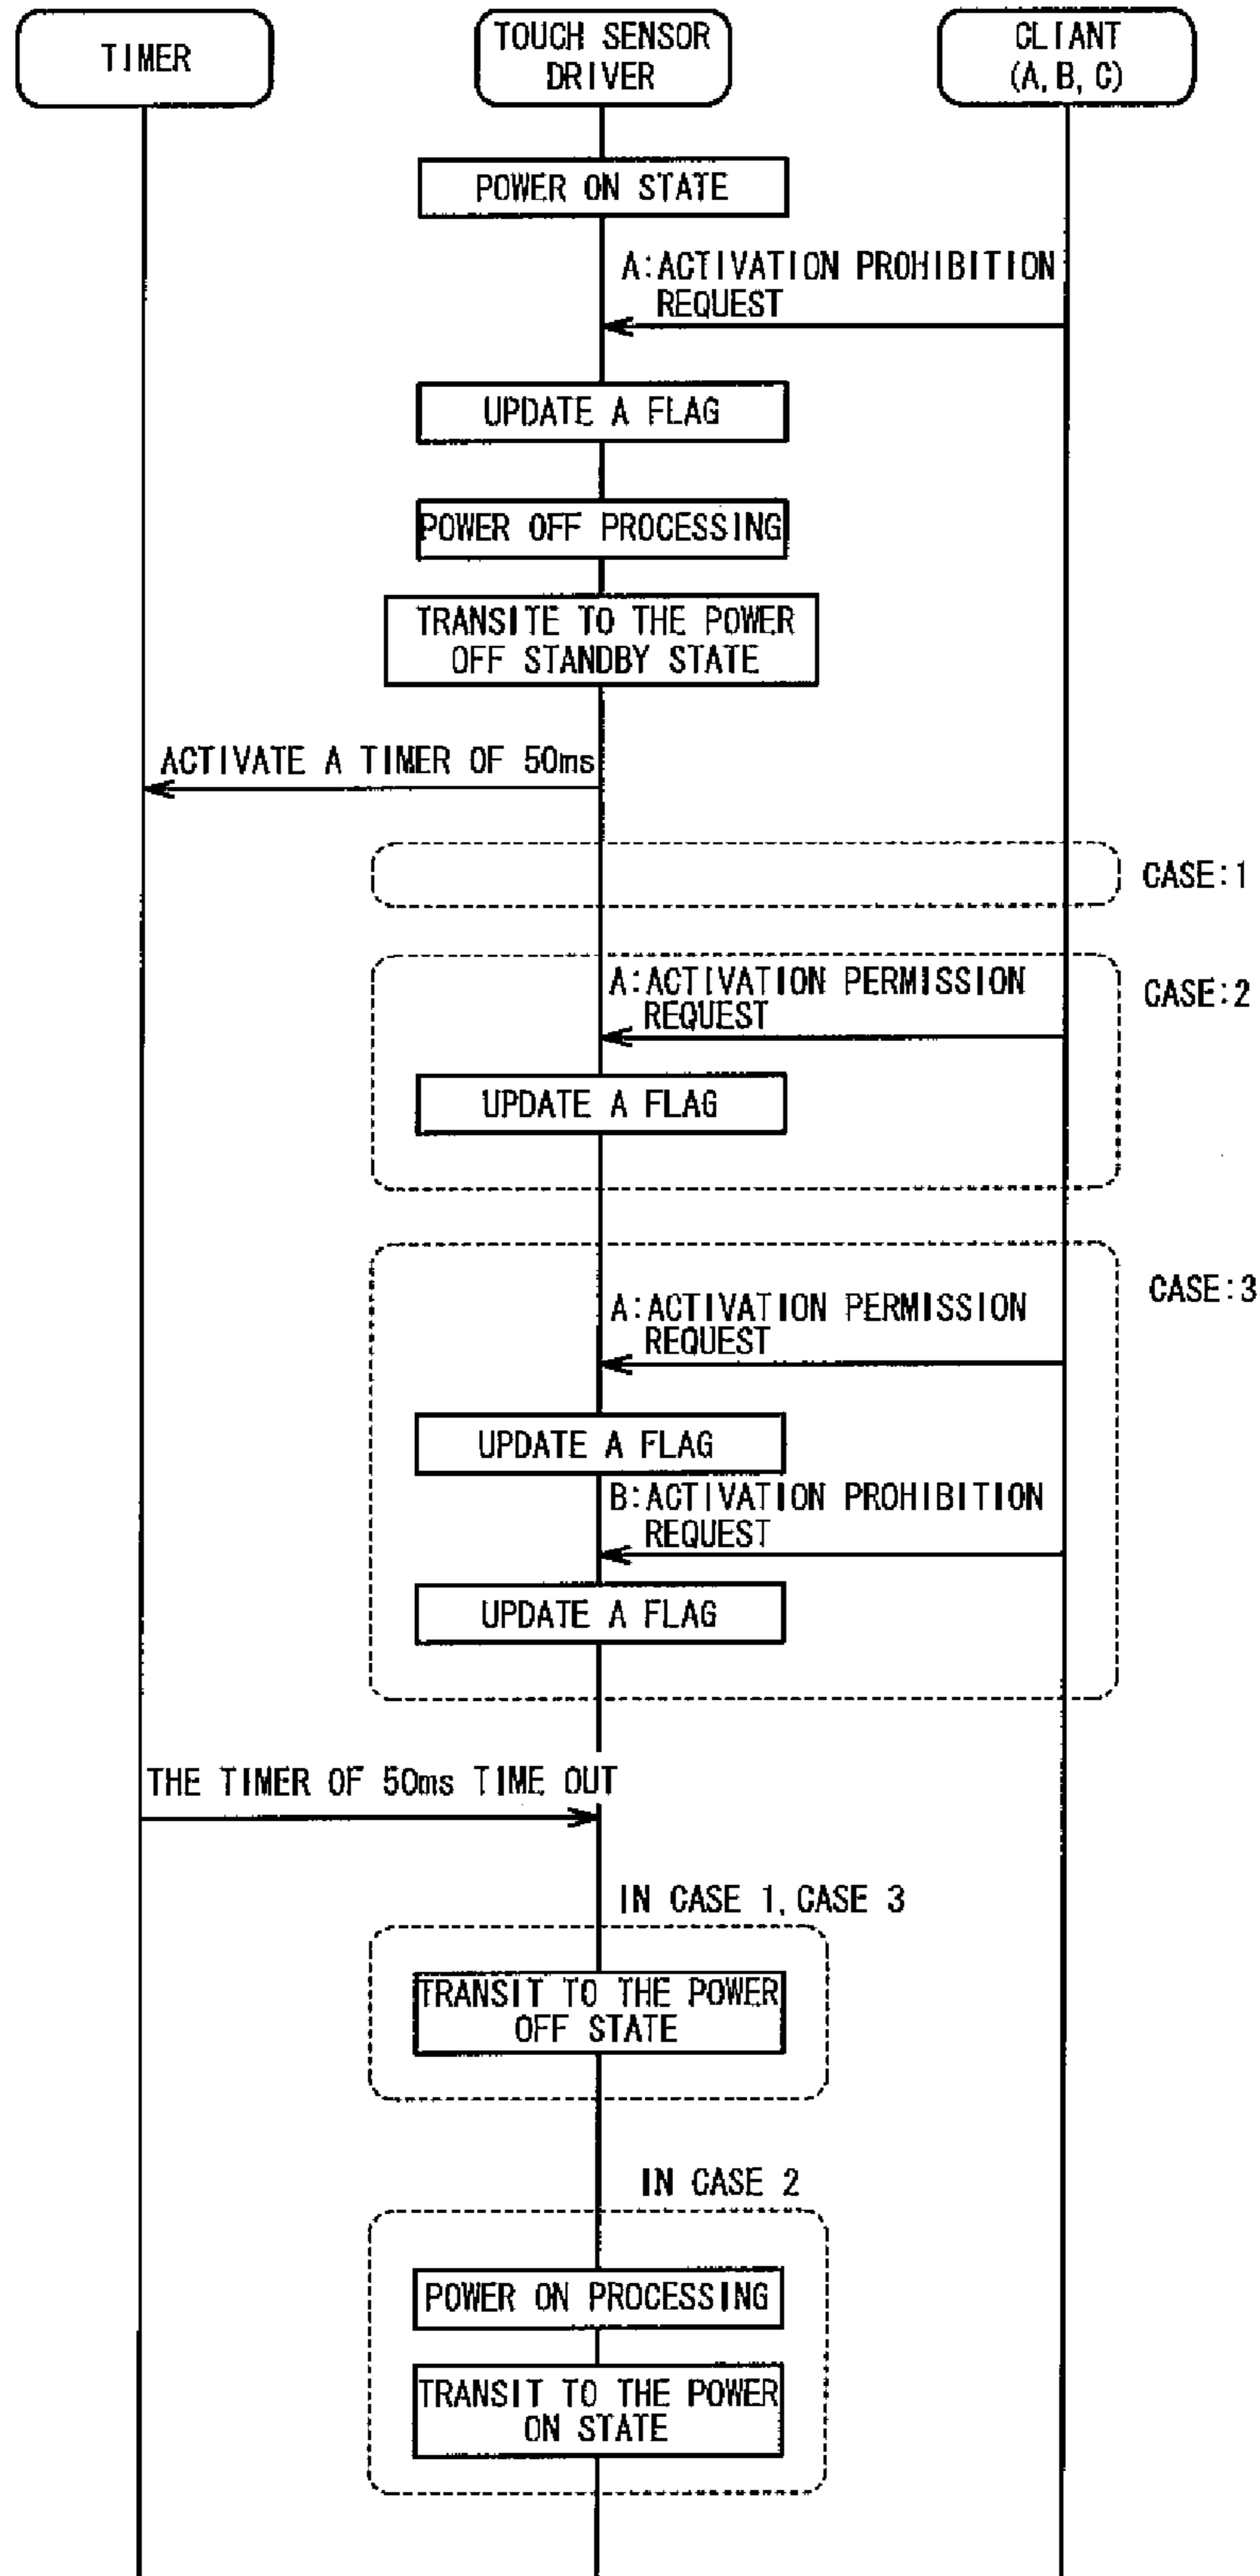 TIMER
TOUCH SENSOR
DRIVER
CLIANT
(A, B, C)
POWER ON STATE
A:ACTIVATION PROHIBITION
REQUEST
UPDATE A FLAG
POWER OFF PROCESSING
TRANSITE TO THE POWER
OFF STANDBY STATE
ACTIVATE A TIMER OF 50ms
CASE:1
A:ACTIVATION PERMISSION
REQUEST
CASE:2
UPDATE A FLAG
CASE:3
A:ACTIVATION PERMISSION
REQUEST
UPDATE A FLAG
B:ACTIVATION PROHIBITION
REQUEST
UPDATE A FLAG
THE TIMER OF 50ms TIME OUT
IN CASE 1, CASE 3
TRANSIT TO THE POWER
OFF STATE
IN CASE 2
POWER ON PROCESSING
TRANSIT TO THE POWER
ON STATE